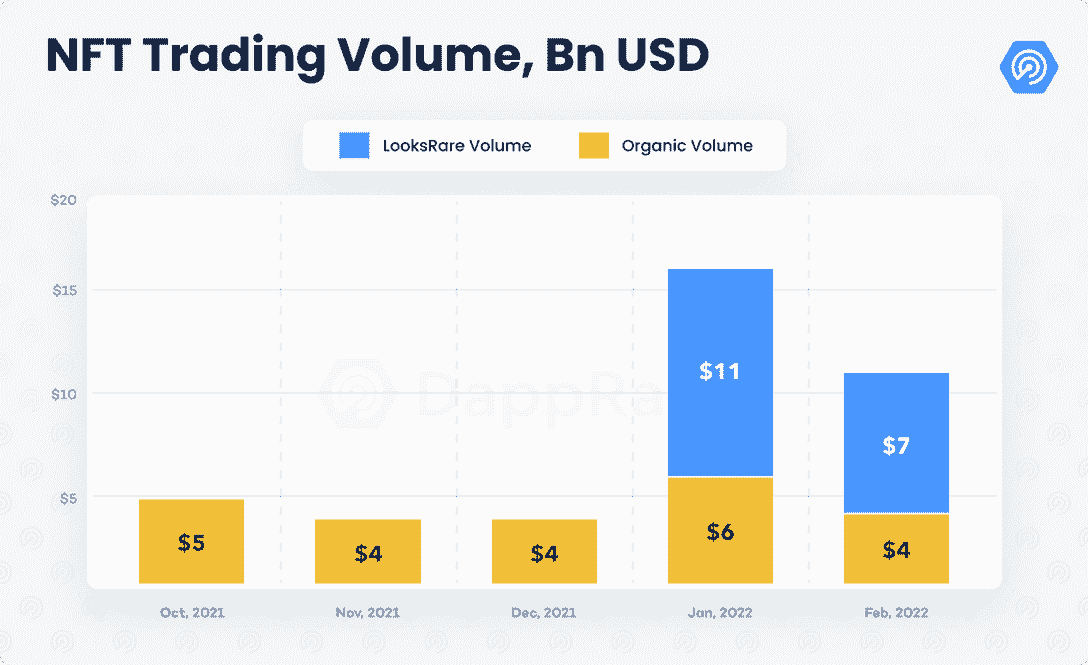 NFT Trading Volume, Bn USD
LooksRare Volume
Organic Volume
$20
$15
$10
$5
DappRa
$11
$7
$5
$4
$4
$6
$4
Oct, 2021
Nov, 2021
Dec, 2021
Jan, 2022
Feb, 2022